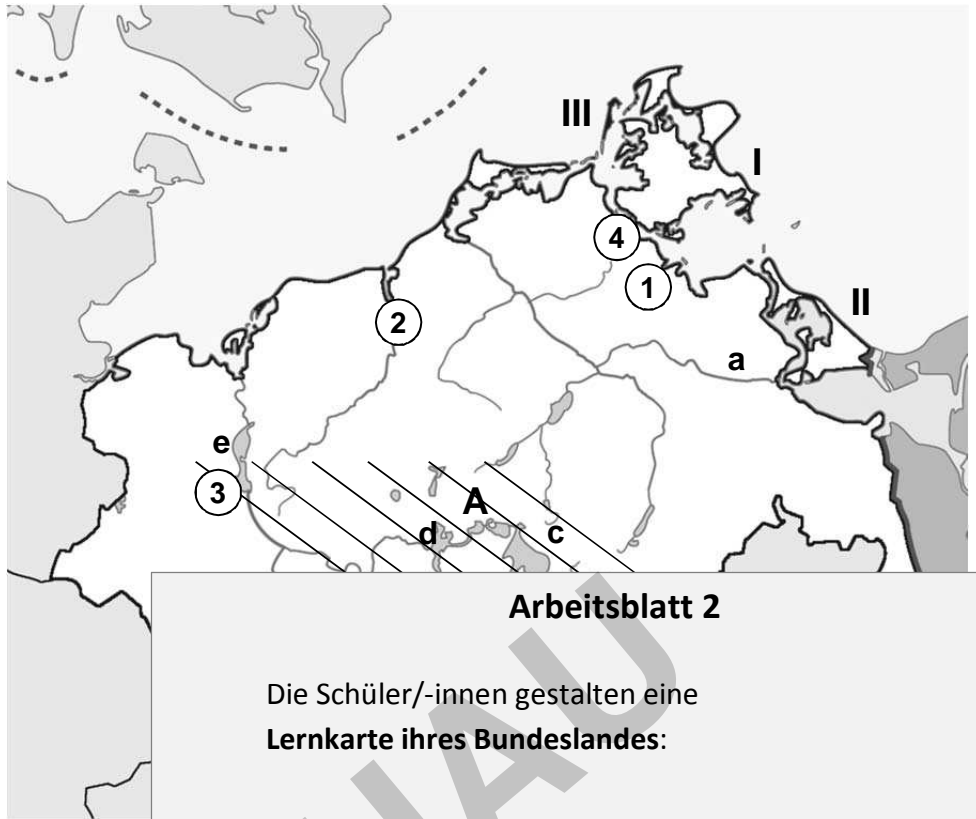 III
I
4
1
2
II
a
e
3
A
d
c
Arbeitsblatt 2
Die Schüler/-innen gestalten eine
Lernkarte ihres Bundeslandes: